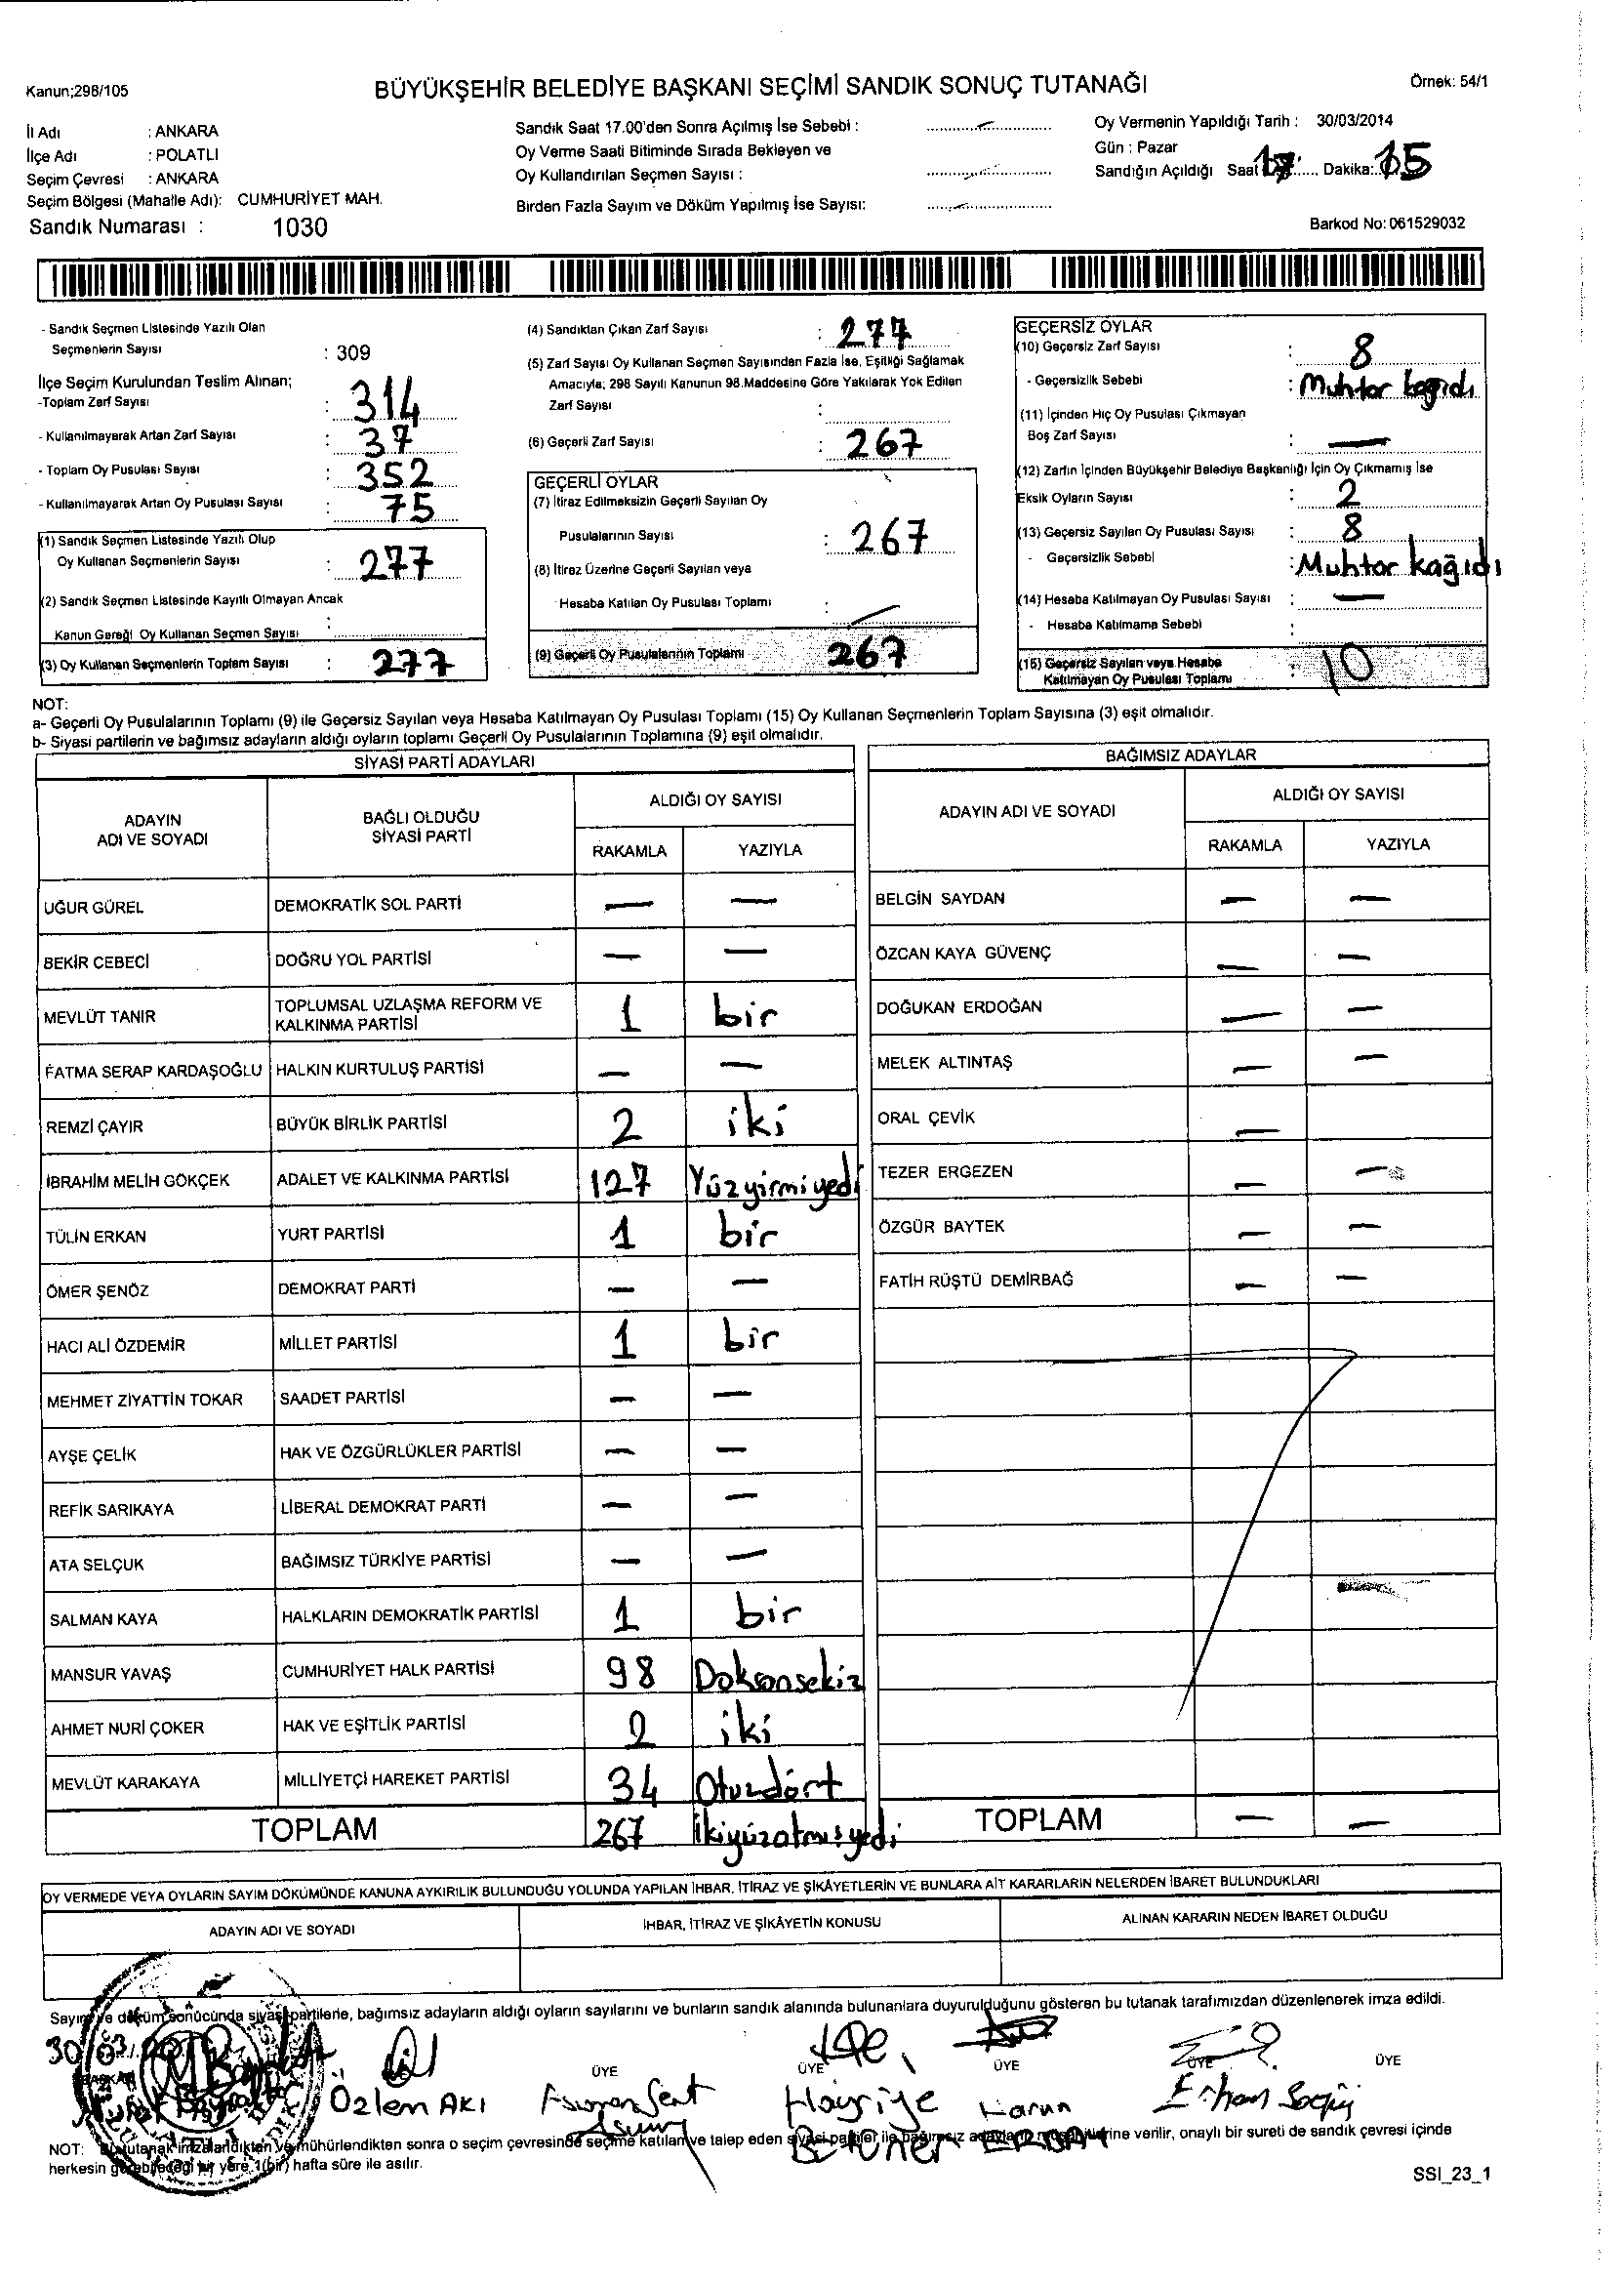 Kanun;298/105
BÜYÜKŞEHİR BELEDİYE BAŞKANI SEÇİMİ SANDIK SONUÇ TUTANAĞI
Örnek: 54/1
İl Adı : ANKARA
İlçe Adı : POLATLI
Seçim Çevresi : ANKARA
Seçim Bölgesi (Mahalle Adı): CUMHURİYET MAH.
Sandık Numarası : 1030
Sandık Saat 17.00'den Sonra Açılmış İse Sebebi :
Oy Verme Saati Bitiminde Sırada Bekleyen ve
Oy Kullandırılan Seçmen Sayısı :
Birden Fazla Sayım ve Döküm Yapılmış İse Sayısı:
Oy Vermenin Yapıldığı Tarih : 30/03/2014
Gün : Pazar
Sandığın Açıldığı Saat 17 Dakika: 15
Barkod No: 061529032
- Sandık Seçmen Listesinde Yazılı Olan
Seçmenlerin Sayısı : 309
İlçe Seçim Kurulundan Teslim Alınan;
-Toplam Zarf Sayısı : 314
- Kullanılmayarak Artan Zarf Sayısı : 37
- Toplam Oy Pusulası Sayısı : 352
- Kullanılmayarak Artan Oy Pusulası Sayısı : 75
(1) Sandık Seçmen Listesinde Yazılı Olup
Oy Kullanan Seçmenlerin Sayısı : 277
(2) Sandık Seçmen Listesinde Kayıtlı Olmayan Ancak
Kanun Gereği Oy Kullanan Seçmen Sayısı :
(3) Oy Kullanan Seçmenlerin Toplam Sayısı : 277
(4) Sandıktan Çıkan Zarf Sayısı : 277
(5) Zarf Sayısı Oy Kullanan Seçmen Sayısından Fazla İse, Eşitliği Sağlamak
Amacıyla; 298 Sayılı Kanunun 98.Maddesine Göre Yakılarak Yok Edilen
Zarf Sayısı :
(6) Geçerli Zarf Sayısı : 267
GEÇERLİ OYLAR
(7) İtiraz Edilmeksizin Geçerli Sayılan Oy
Pusulalarının Sayısı : 267
(8) İtiraz Üzerine Geçerli Sayılan veya
Hesaba Katılan Oy Pusulası Toplamı :
(9) Geçerli Oy Pusulalarının Toplamı 267
GEÇERSİZ OYLAR
(10) Geçersiz Zarf Sayısı : 8
- Geçersizlik Sebebi : Muhtar kağıdı
(11) İçinden Hiç Oy Pusulası Çıkmayan
Boş Zarf Sayısı : —
(12) Zarfın İçinden Büyükşehir Belediye Başkanlığı İçin Oy Çıkmamış İse
Eksik Oyların Sayısı : 2
(13) Geçersiz Sayılan Oy Pusulası Sayısı : 8
- Geçersizlik Sebebi : Muhtar kağıdı
(14) Hesaba Katılmayan Oy Pusulası Sayısı : —
- Hesaba Katılmama Sebebi :
(15) Geçersiz Sayılan veya Hesaba
Katılmayan Oy Pusulası Toplamı : 10
NOT:
a- Geçerli Oy Pusulalarının Toplamı (9) ile Geçersiz Sayılan veya Hesaba Katılmayan Oy Pusulası Toplamı (15) Oy Kullanan Seçmenlerin Toplam Sayısına (3) eşit olmalıdır.
b- Siyasi partilerin ve bağımsız adayların aldığı oyların toplamı Geçerli Oy Pusulalarının Toplamına (9) eşit olmalıdır.
SİYASİ PARTİ ADAYLARI
ADAYIN ADI VE SOYADI BAĞLI OLDUĞU SİYASİ PARTİ ALDIĞI OY SAYISI
RAKAMLA YAZIYLA
UĞUR GÜREL DEMOKRATİK SOL PARTİ — —
BEKİR CEBECİ DOĞRU YOL PARTİSİ — —
MEVLÜT TANIR TOPLUMSAL UZLAŞMA REFORM VE KALKINMA PARTİSİ 1 bir
FATMA SERAP KARDAŞOĞLU HALKIN KURTULUŞ PARTİSİ — —
REMZİ ÇAYIR BÜYÜK BİRLİK PARTİSİ 2 iki
İBRAHİM MELİH GÖKÇEK ADALET VE KALKINMA PARTİSİ 127 Yüzyirmiyedi
TÜLİN ERKAN YURT PARTİSİ 1 bir
ÖMER ŞENÖZ DEMOKRAT PARTİ — —
HACI ALİ ÖZDEMİR MİLLET PARTİSİ 1 bir
MEHMET ZİYATTİN TOKAR SAADET PARTİSİ — —
AYŞE ÇELİK HAK VE ÖZGÜRLÜKLER PARTİSİ — —
REFİK SARIKAYA LİBERAL DEMOKRAT PARTİ — —
ATA SELÇUK BAĞIMSIZ TÜRKİYE PARTİSİ — —
SALMAN KAYA HALKLARIN DEMOKRATİK PARTİSİ 1 bir
MANSUR YAVAŞ CUMHURİYET HALK PARTİSİ 98 Doksansekiz
AHMET NURİ ÇOKER HAK VE EŞİTLİK PARTİSİ 2 iki
MEVLÜT KARAKAYA MİLLİYETÇİ HAREKET PARTİSİ 34 Otuzdört
TOPLAM 267 İkiyüzatmışyedi
BAĞIMSIZ ADAYLAR
ADAYIN ADI VE SOYADI ALDIĞI OY SAYISI
RAKAMLA YAZIYLA
BELGİN SAYDAN — —
ÖZCAN KAYA GÜVENÇ — —
DOĞUKAN ERDOĞAN — —
MELEK ALTINTAŞ — —
ORAL ÇEVİK —
TEZER ERGEZEN — —
ÖZGÜR BAYTEK — —
FATİH RÜŞTÜ DEMİRBAĞ — —
TOPLAM — —
OY VERMEDE VEYA OYLARIN SAYIM DÖKÜMÜNDE KANUNA AYKIRILIK BULUNDUĞU YOLUNDA YAPILAN İHBAR, İTİRAZ VE ŞİKÂYETLERİN VE BUNLARA AİT KARARLARIN NELERDEN İBARET BULUNDUKLARI
ADAYIN ADI VE SOYADI İHBAR, İTİRAZ VE ŞİKÂYETİN KONUSU ALINAN KARARIN NEDEN İBARET OLDUĞU
Sayım ve döküm sonucunda siyasi partilerle, bağımsız adayların aldığı oyların sayılarını ve bunların sandık alanında bulunanlara duyurulduğunu gösteren bu tutanak tarafımızdan düzenlenerek imza edildi.
30 03
ÜYE ÜYE ÜYE ÜYE ÜYE
Özlem AKI Hayriye Harun
BETÜNER ERDAY
NOT: Bu tutanak imzalandıktan ve mühürlendikten sonra o seçim çevresinde seçime katılan ve talep eden siyasi partiler ile bağımsız adayların müşahitlerine verilir, onaylı bir sureti de sandık çevresi içinde
herkesin görebileceği bir yere 1(bir) hafta süre ile asılır.
SSI_23_1